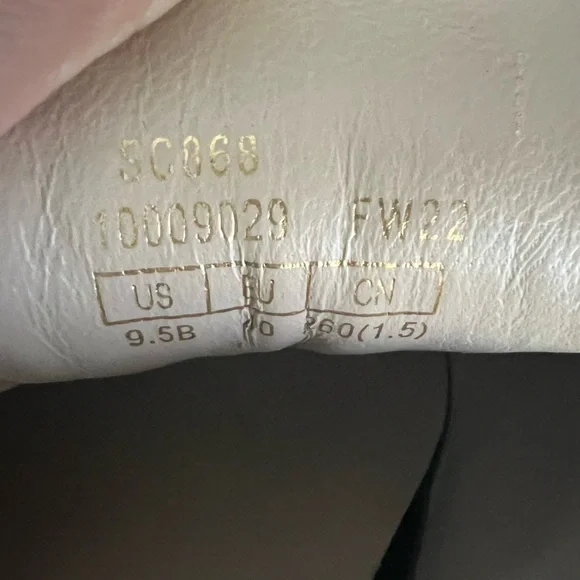 5C068
10009029 FW22
US EU CN
9.5B 260(1.5)